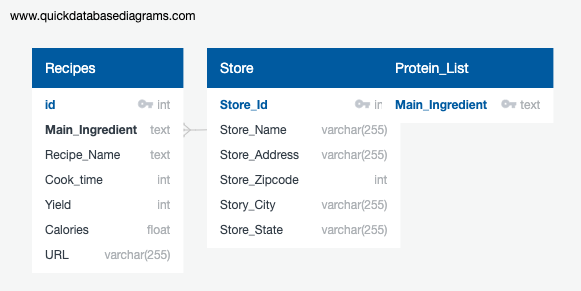 www.quickdatabasediagrams.com
Recipes
id int
Main_Ingredient text
Recipe_Name text
Cook_time int
Yield int
Calories float
URL varchar(255)
Store
Store_Id in
Store_Name varchar(255)
Store_Address varchar(255)
Store_Zipcode int
Story_City varchar(255)
Store_State varchar(255)
Protein_List
Main_Ingredient text